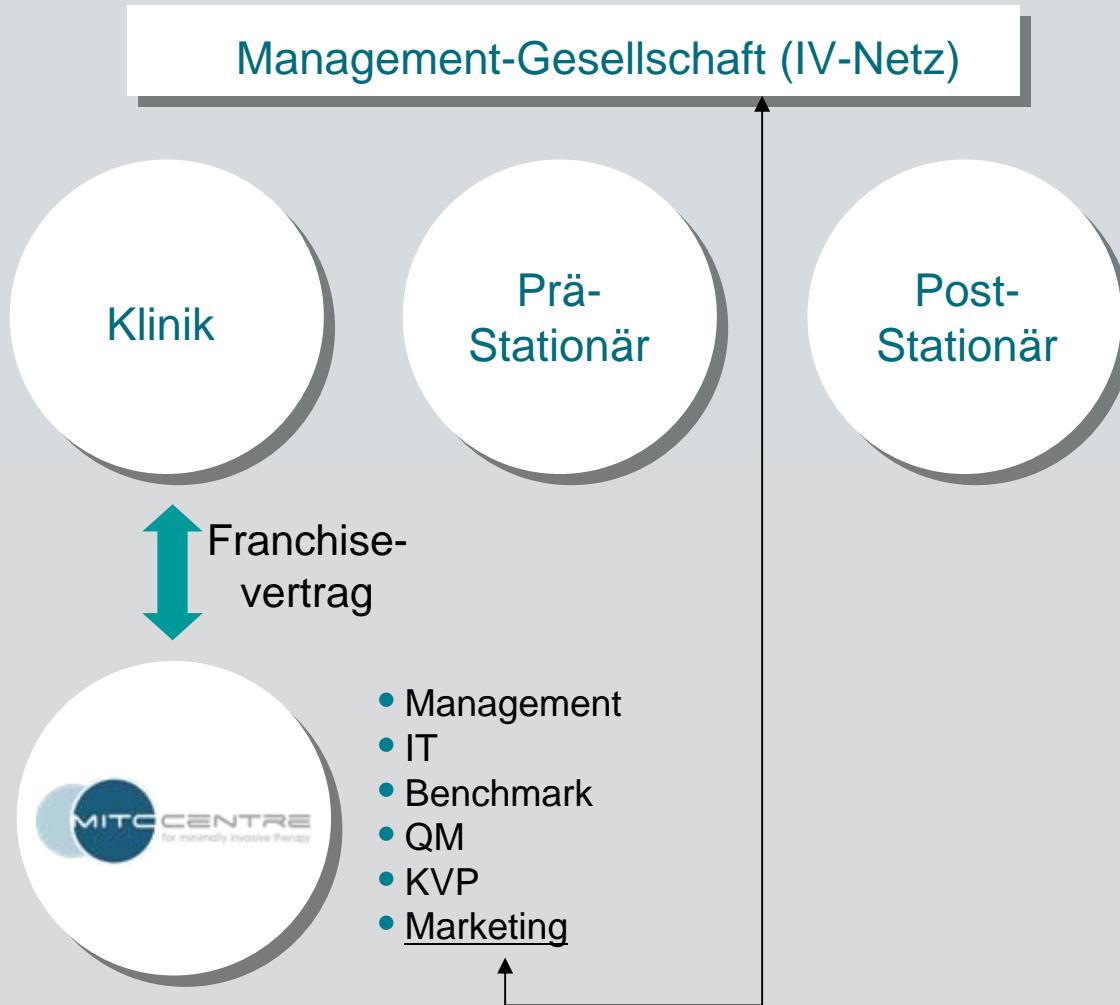 Management-Gesellschaft (IV-Netz)
Klinik
Prä-
Stationär
Post-
Stationär
Franchise-
vertrag
MITC CENTRE
for minimally invasive therapy
• Management
• IT
• Benchmark
• QM
• KVP
• Marketing